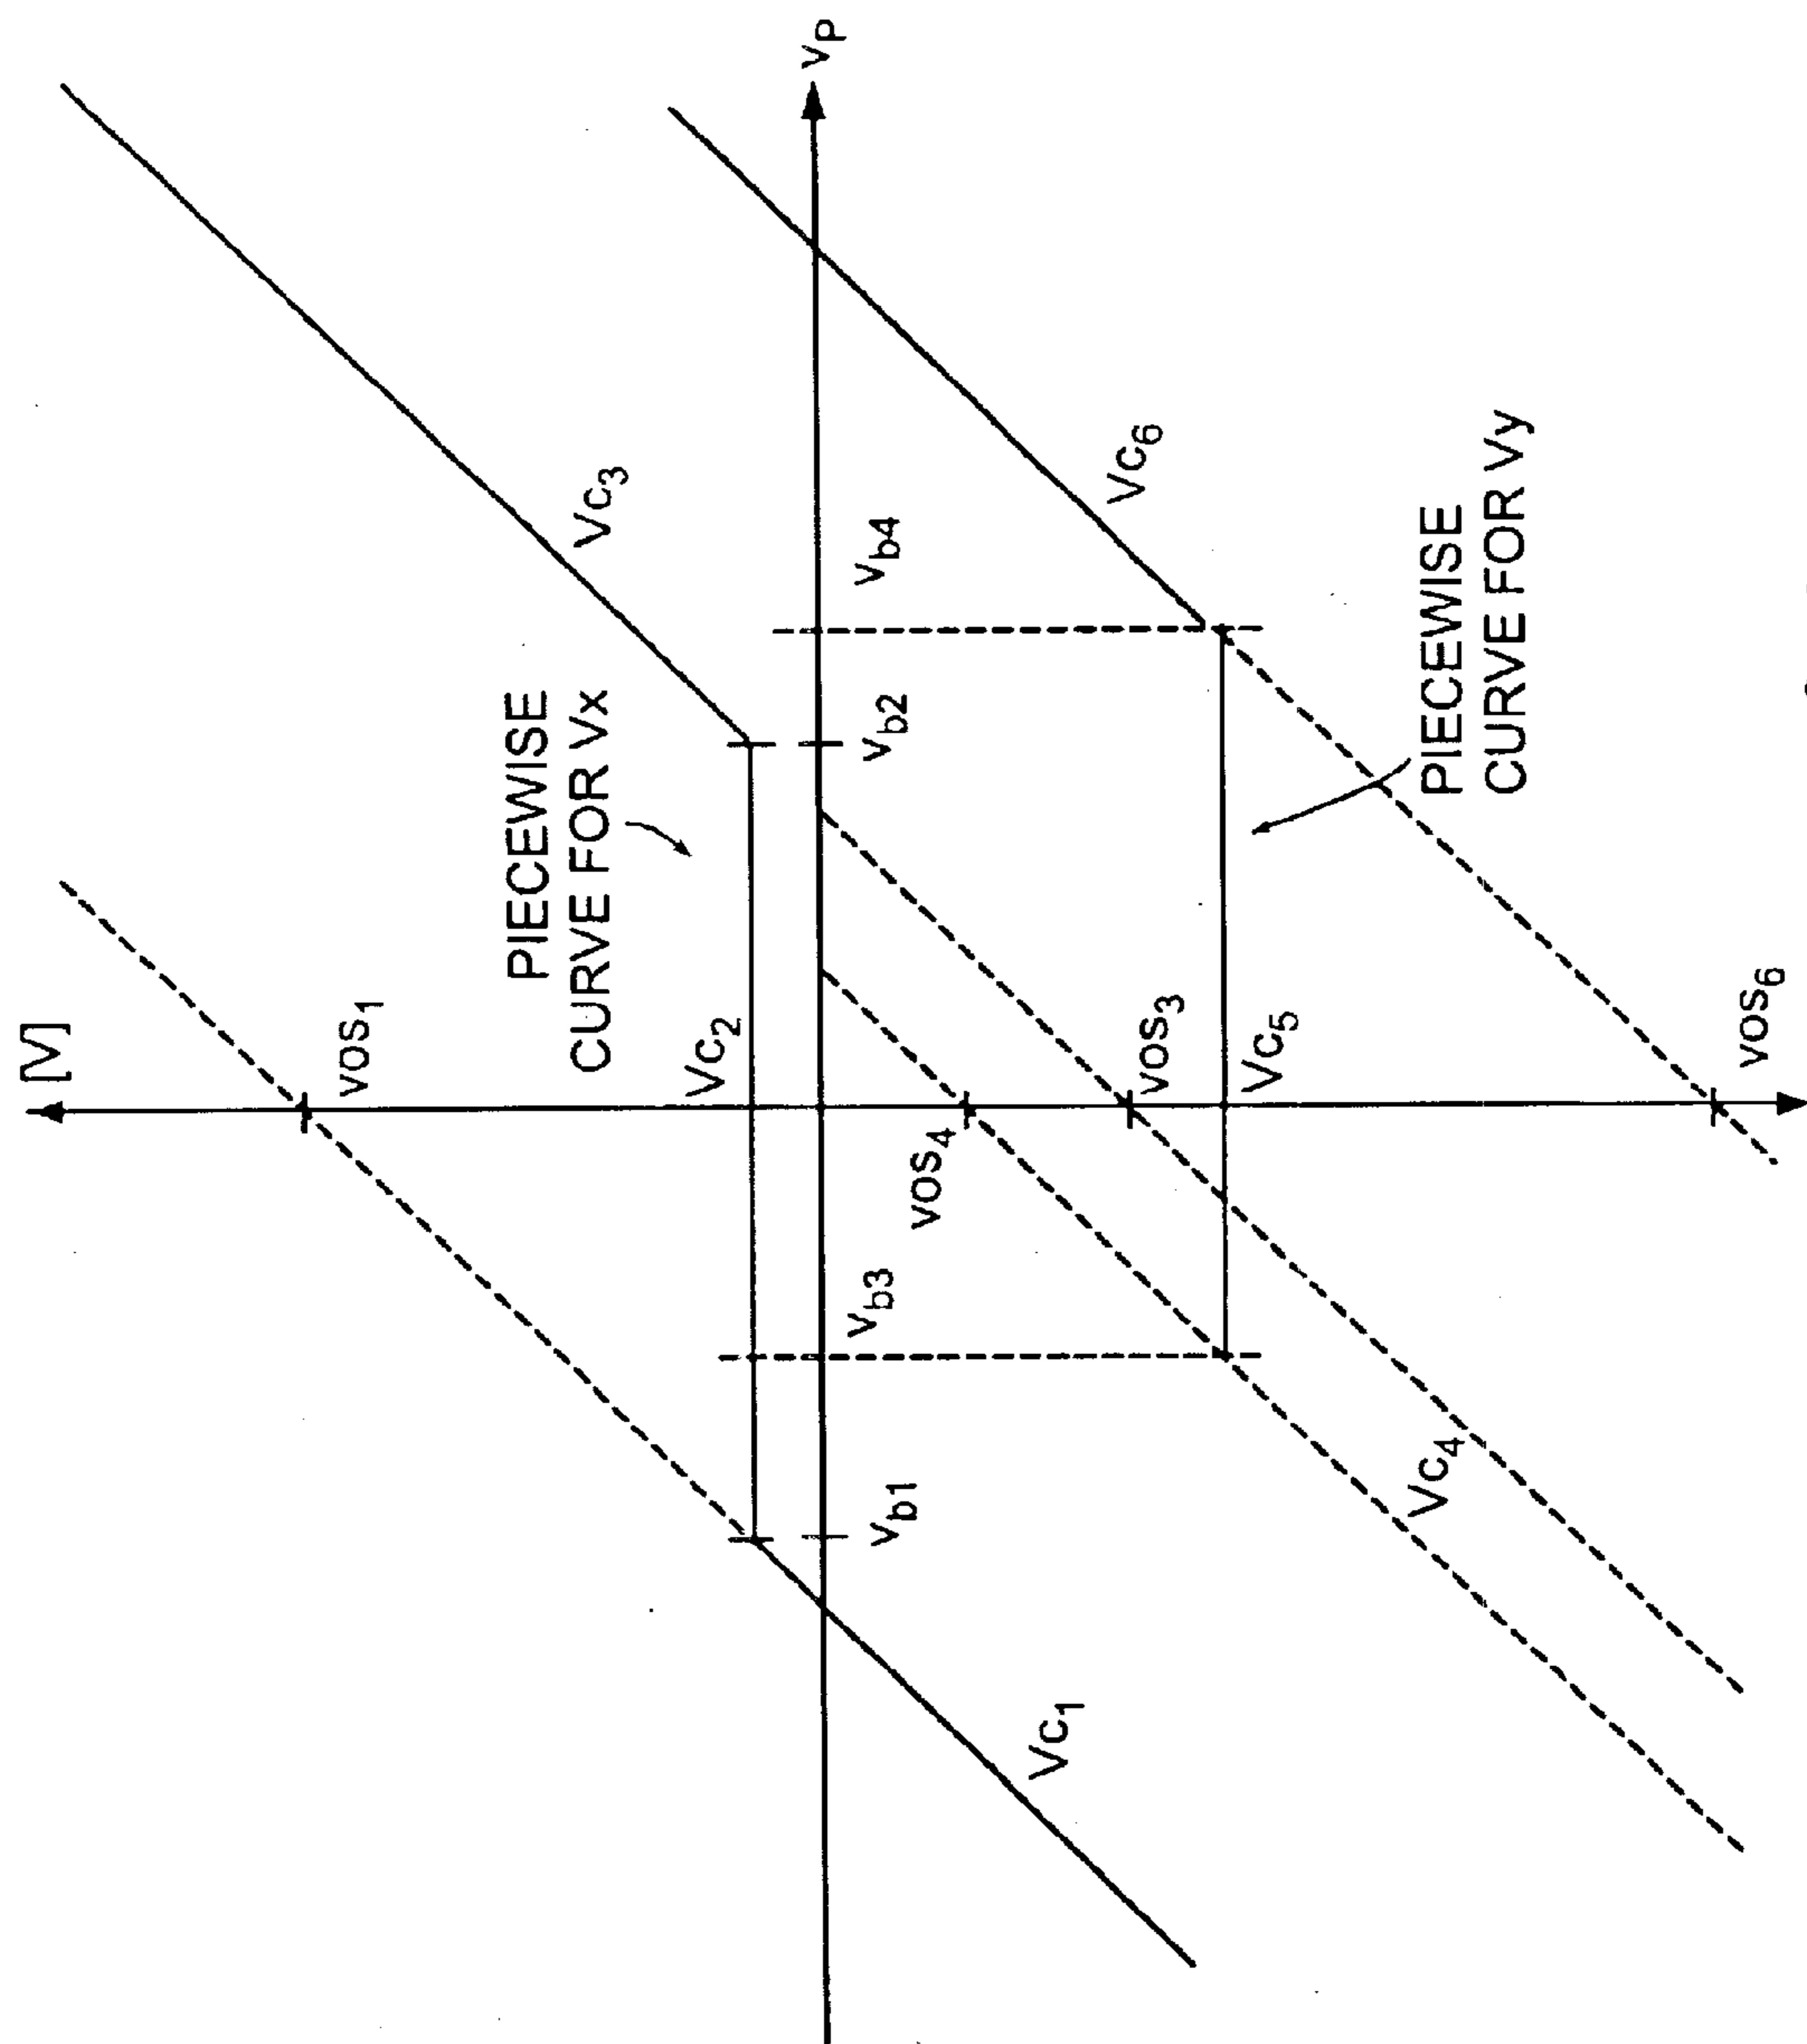 [V]
vos₁
PIECEWISE
CURVE FOR Vx
Vc₃
Vc₂
vP
vb1
vb3
vb2
vb4
vos₄
vos₃
Vc₆
Vc₁
Vc₅
Vc₄
PIECEWISE
CURVE FOR Vy
vos₆